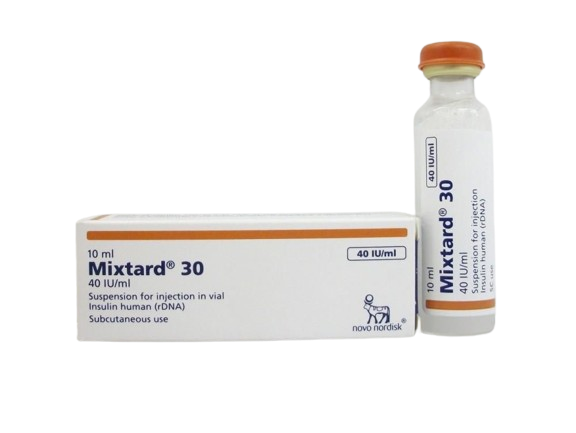 10 ml
Mixtard® 30
40 IU/ml
40 IU/ml
Suspension for injection in vial
Insulin human (rDNA)
Subcutaneous use
novo nordisk®
40 IU/ml
10 ml
Mixtard® 30
40 IU/ml
Suspension for injection
Insulin human (rDNA)
SC use